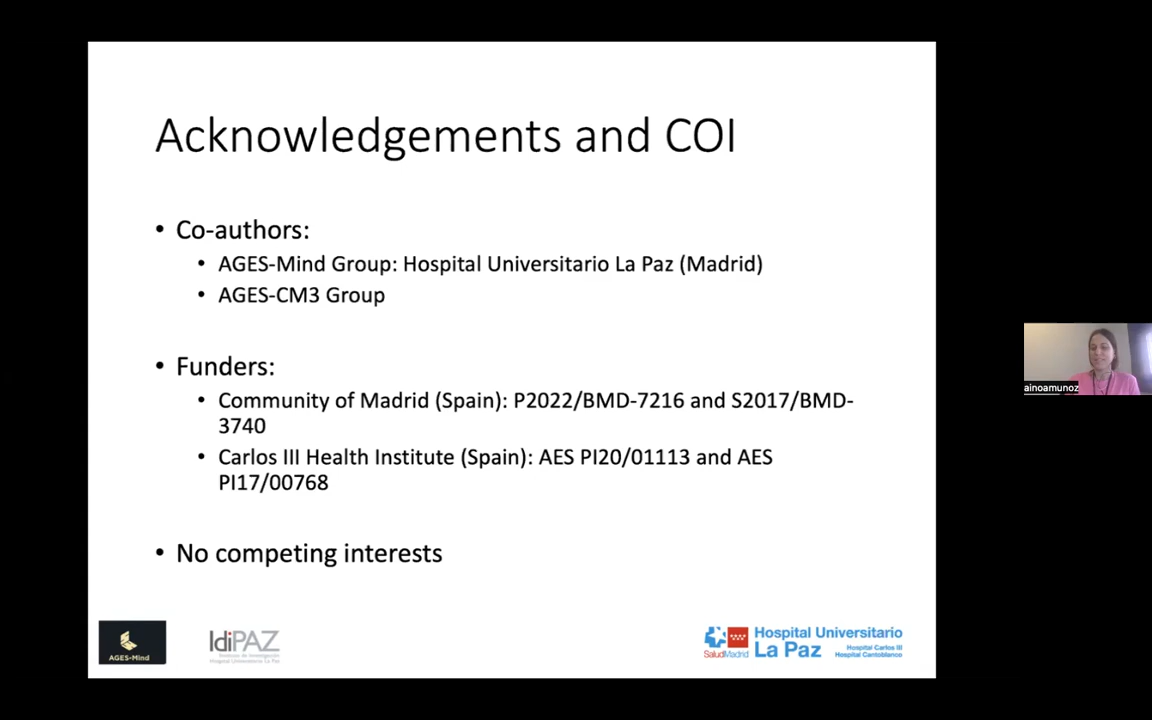 Acknowledgements and COI
• Co-authors:
• AGES-Mind Group: Hospital Universitario La Paz (Madrid)
• AGES-CM3 Group
• Funders:
• Community of Madrid (Spain): P2022/BMD-7216 and S2017/BMD-
3740
• Carlos III Health Institute (Spain): AES PI20/01113 and AES
PI17/00768
• No competing interests
ainoamunoz
AGES-Mind
IdiPAZ
SaludMadrid
Hospital Universitario
La Paz
Hospital Carlos III
Hospital Cantoblanco